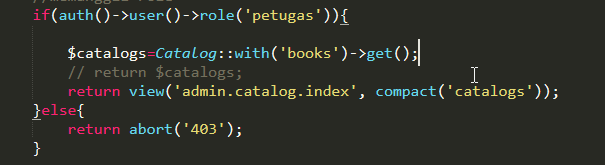 if(auth()->user()->role('petugas')){
$catalogs=Catalog::with('books')->get();
// return $catalogs;
return view('admin.catalog.index', compact('catalogs'));
}else{
return abort('403');
}